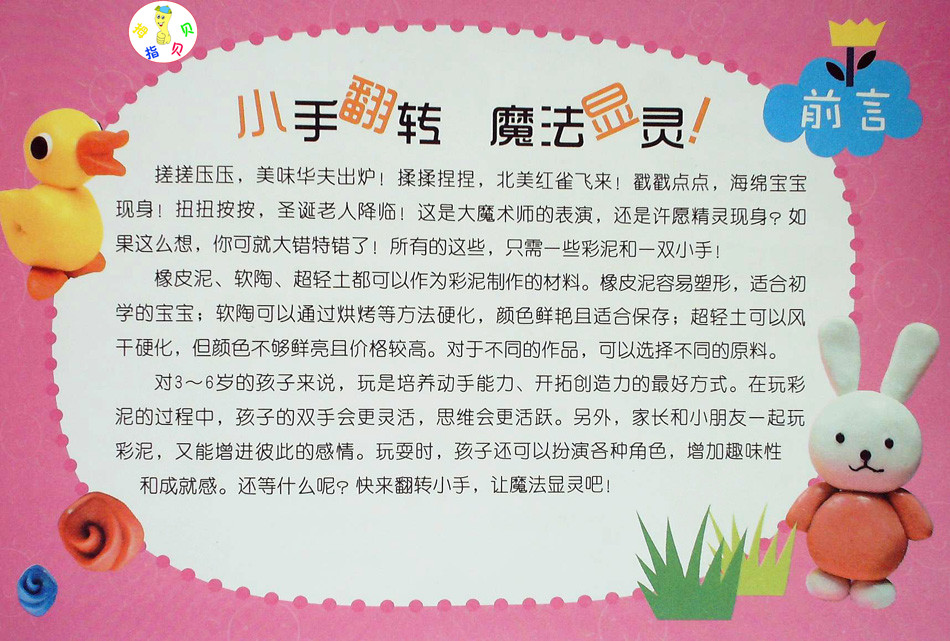 指贝贝
前言
小手翻转 魔法显灵!
搓搓压压，美味华夫出炉！揉揉捏捏，北美红雀飞来！戳戳点点，海绵宝宝
现身！扭扭按按，圣诞老人降临！这是大魔术师的表演，还是许愿精灵现身？如
果这么想，你可就大错特错了！所有的这些，只需一些彩泥和一双小手！
橡皮泥、软陶、超轻土都可以作为彩泥制作的材料。橡皮泥容易塑形，适合初
学的宝宝；软陶可以通过烘烤等方法硬化，颜色鲜艳且适合保存；超轻土可以风
干硬化，但颜色不够鲜亮且价格较高。对于不同的作品，可以选择不同的原料。
对3～6岁的孩子来说，玩是培养动手能力、开拓创造力的最好方式。在玩彩
泥的过程中，孩子的双手会更灵活，思维会更活跃。另外，家长和小朋友一起玩
彩泥，又能增进彼此的感情。玩耍时，孩子还可以扮演各种角色，增加趣味性
和成就感。还等什么呢？快来翻转小手，让魔法显灵吧！